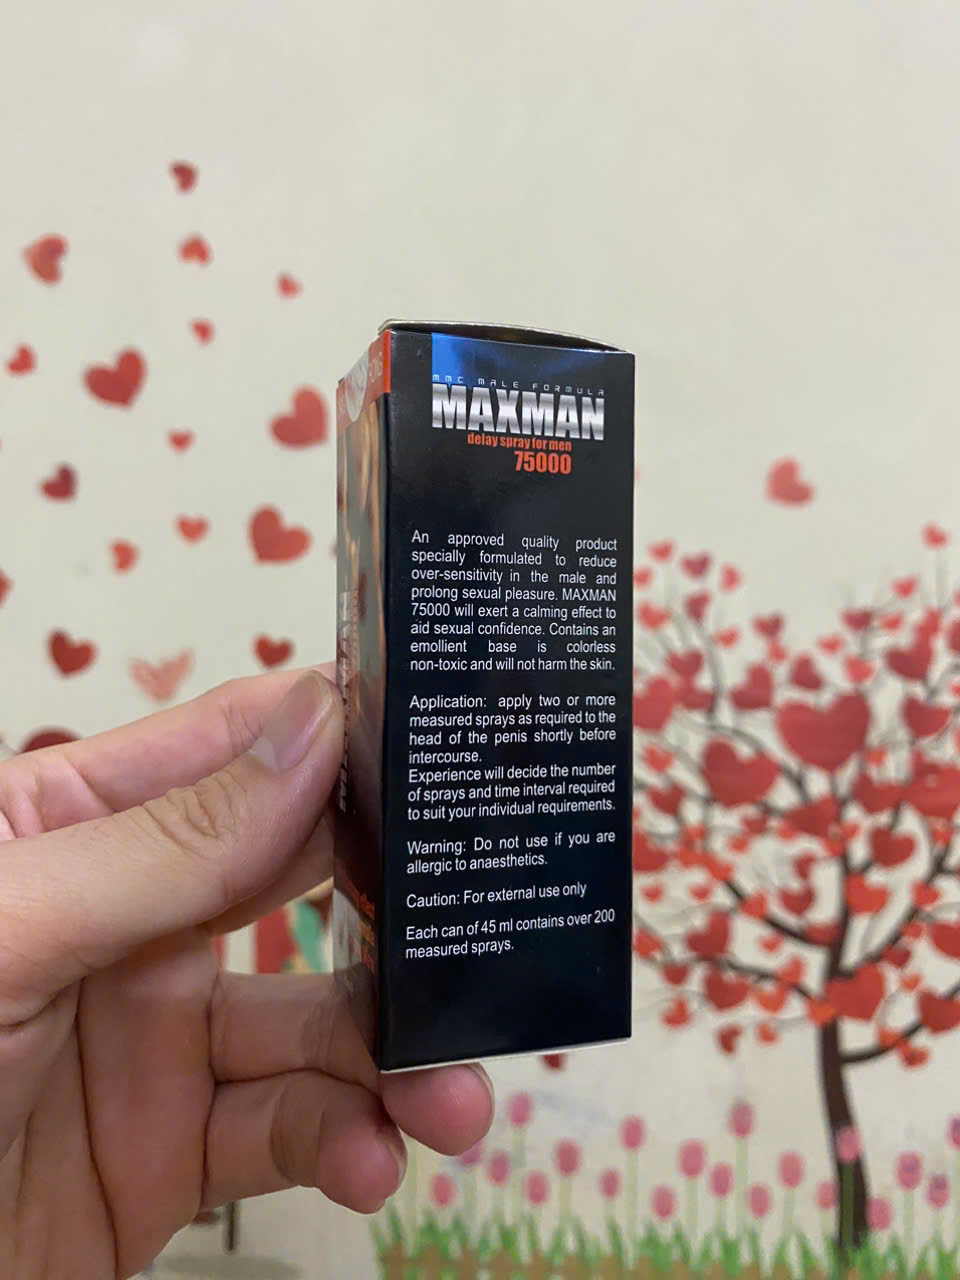 MMC MALE FORMULA
MAXMAN
delay spray for men
75000
An approved quality product
specially formulated to reduce
over-sensitivity in the male and
prolong sexual pleasure. MAXMAN
75000 will exert a calming effect to
aid sexual confidence. Contains an
emollient base is colorless
non-toxic and will not harm the skin.
Application: apply two or more
measured sprays as required to the
head of the penis shortly before
intercourse.
Experience will decide the number
of sprays and time interval required
to suit your individual requirements.
Warning: Do not use if you are
allergic to anaesthetics.
Caution: For external use only
Each can of 45 ml contains over 200
measured sprays.